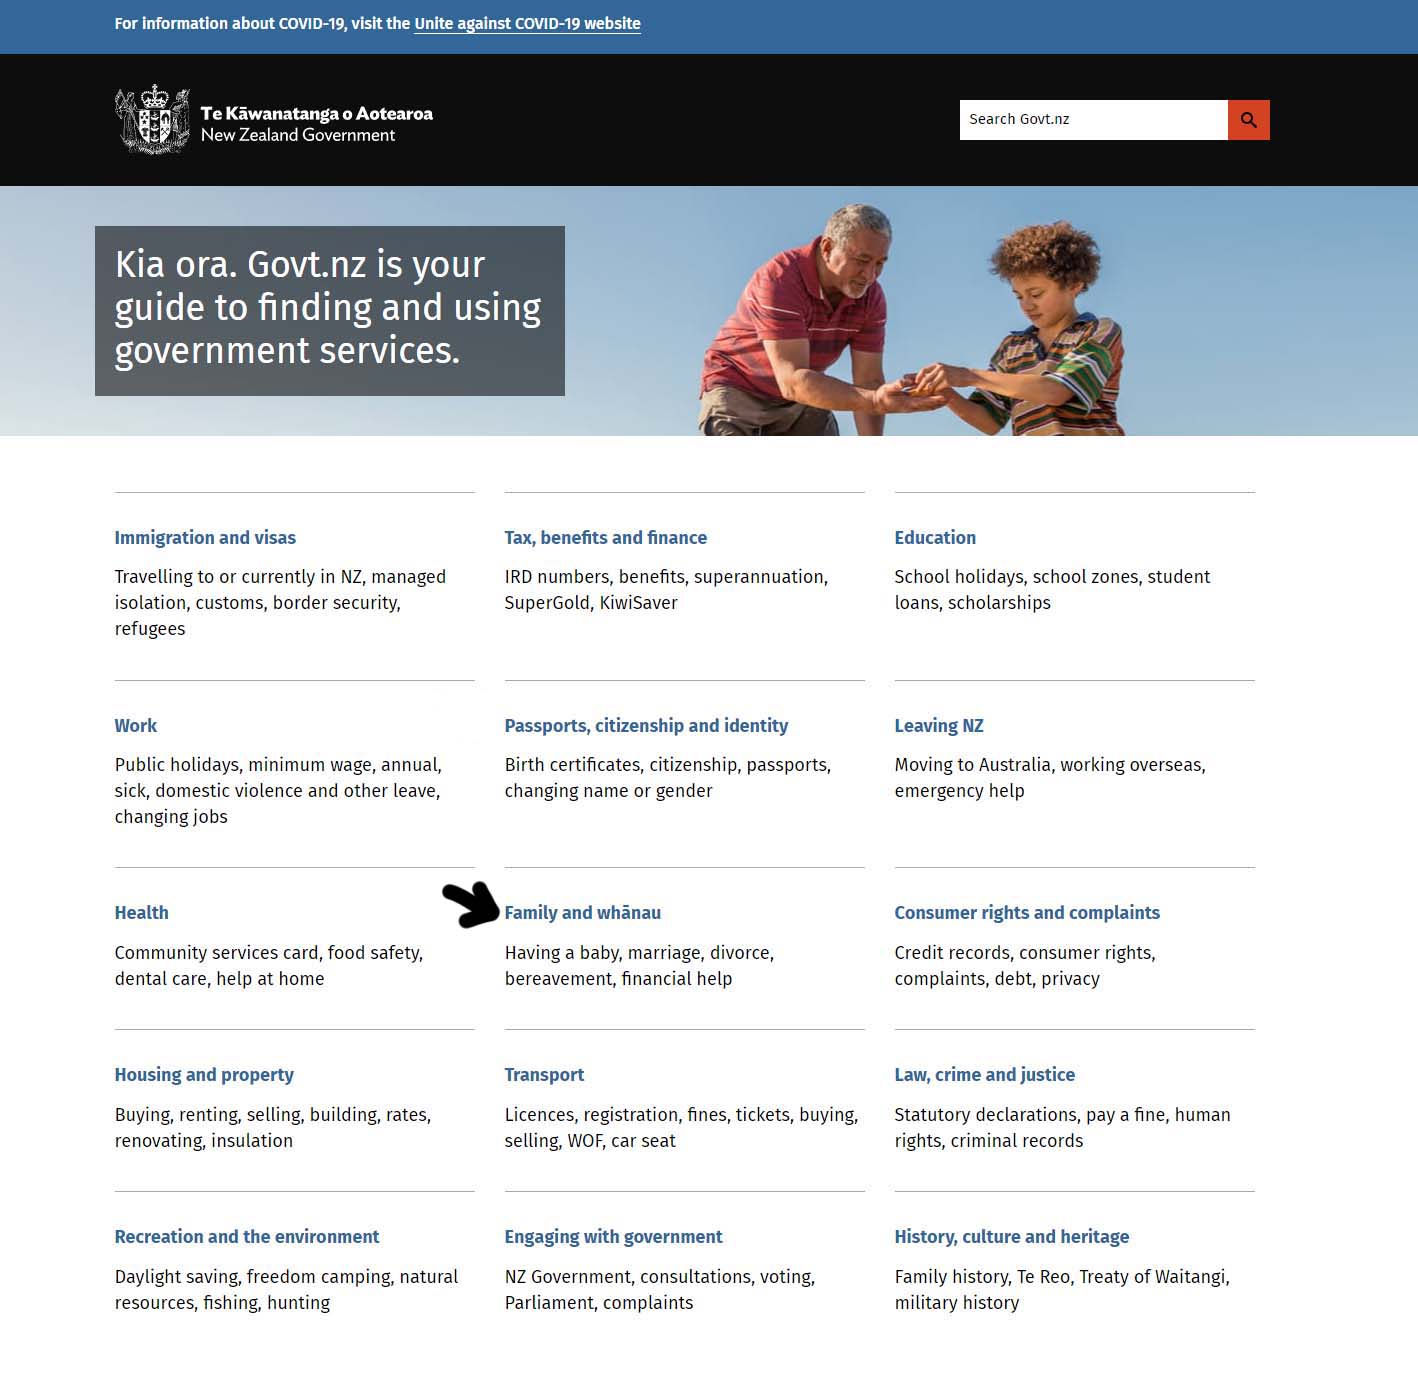 For information about COVID-19, visit the Unite against COVID-19 website
Te Kāwanatanga o Aotearoa
New Zealand Government
Search Govt.nz
Kia ora. Govt.nz is your
guide to finding and using
government services.
Immigration and visas
Travelling to or currently in NZ, managed
isolation, customs, border security,
refugees
Tax, benefits and finance
IRD numbers, benefits, superannuation,
SuperGold, KiwiSaver
Education
School holidays, school zones, student
loans, scholarships
Work
Public holidays, minimum wage, annual,
sick, domestic violence and other leave,
changing jobs
Passports, citizenship and identity
Birth certificates, citizenship, passports,
changing name or gender
Leaving NZ
Moving to Australia, working overseas,
emergency help
Health
Community services card, food safety,
dental care, help at home
Family and whānau
Having a baby, marriage, divorce,
bereavement, financial help
Consumer rights and complaints
Credit records, consumer rights,
complaints, debt, privacy
Housing and property
Buying, renting, selling, building, rates,
renovating, insulation
Transport
Licences, registration, fines, tickets, buying,
selling, WOF, car seat
Law, crime and justice
Statutory declarations, pay a fine, human
rights, criminal records
Recreation and the environment
Daylight saving, freedom camping, natural
resources, fishing, hunting
Engaging with government
NZ Government, consultations, voting,
Parliament, complaints
History, culture and heritage
Family history, Te Reo, Treaty of Waitangi,
military history